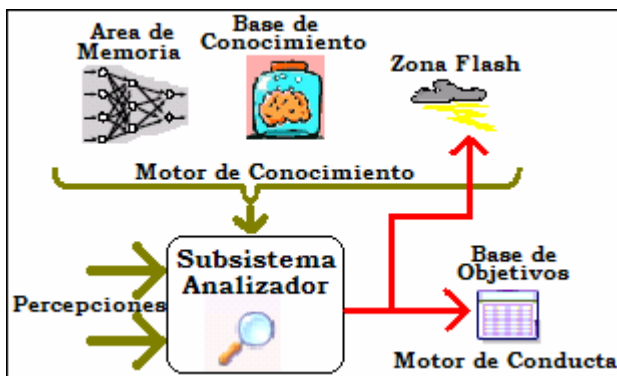 Area de
Memoria
Base de
Conocimiento
Zona Flash
Motor de Conocimiento
Percepciones
Subsistema
Analizador
Base de
Objetivos
Motor de Conducta